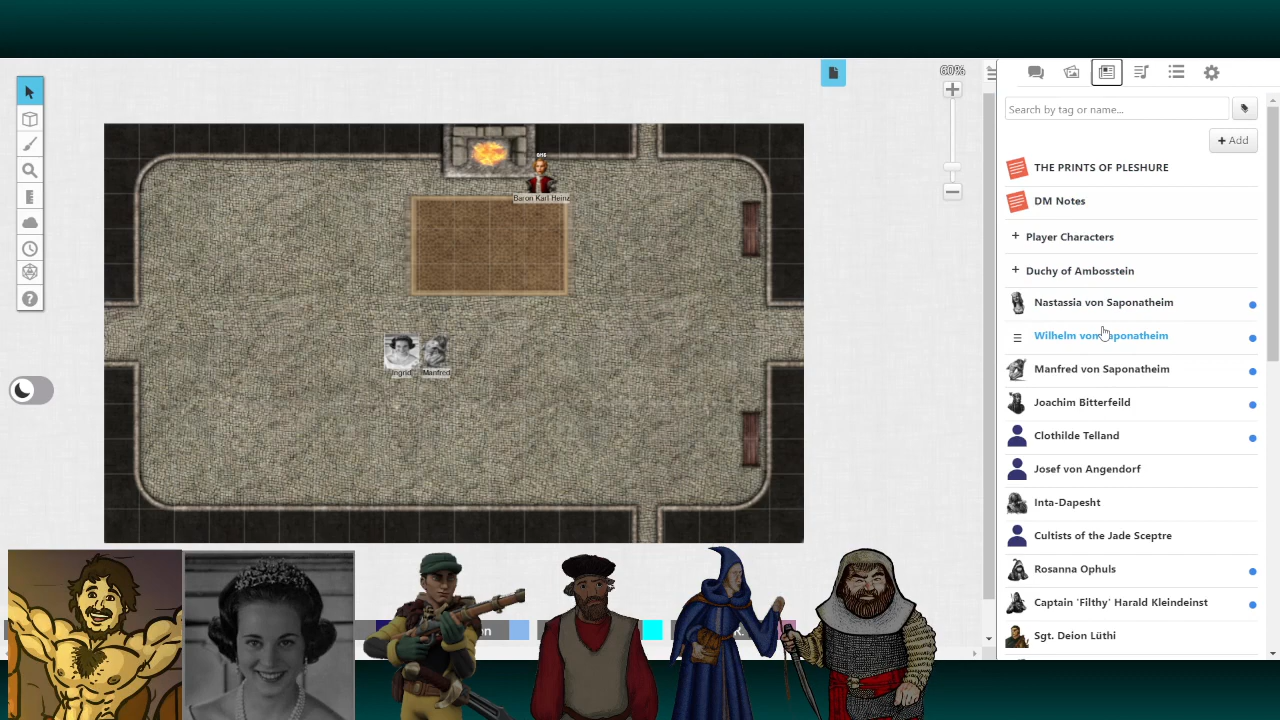 60%
Search by tag or name...
+ Add
THE PRINTS OF PLESHURE
DM Notes
+ Player Characters
+ Duchy of Ambosstein
Nastassia von Saponatheim
Wilhelm von Saponatheim
Manfred von Saponatheim
Joachim Bitterfeild
Clothilde Telland
Josef von Angendorf
Inta-Dapesht
Cultists of the Jade Sceptre
Rosanna Ophuls
Captain 'Filthy' Harald Kleindeinst
Sgt. Deion Lüthi
Baron Karl-Heinz
Ingrid
Manfred